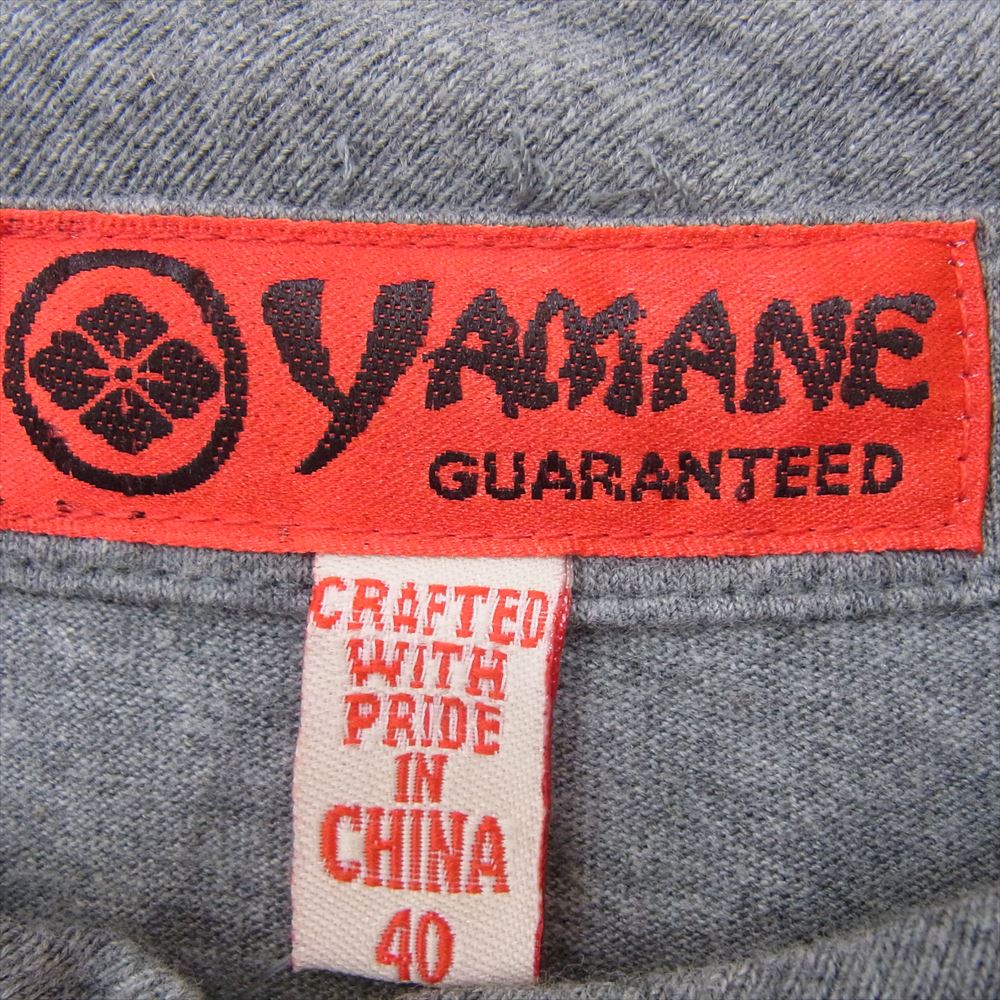 YAMANE
GUARANTEED
CRAFTED
WITH
PRIDE
IN
CHINA
40